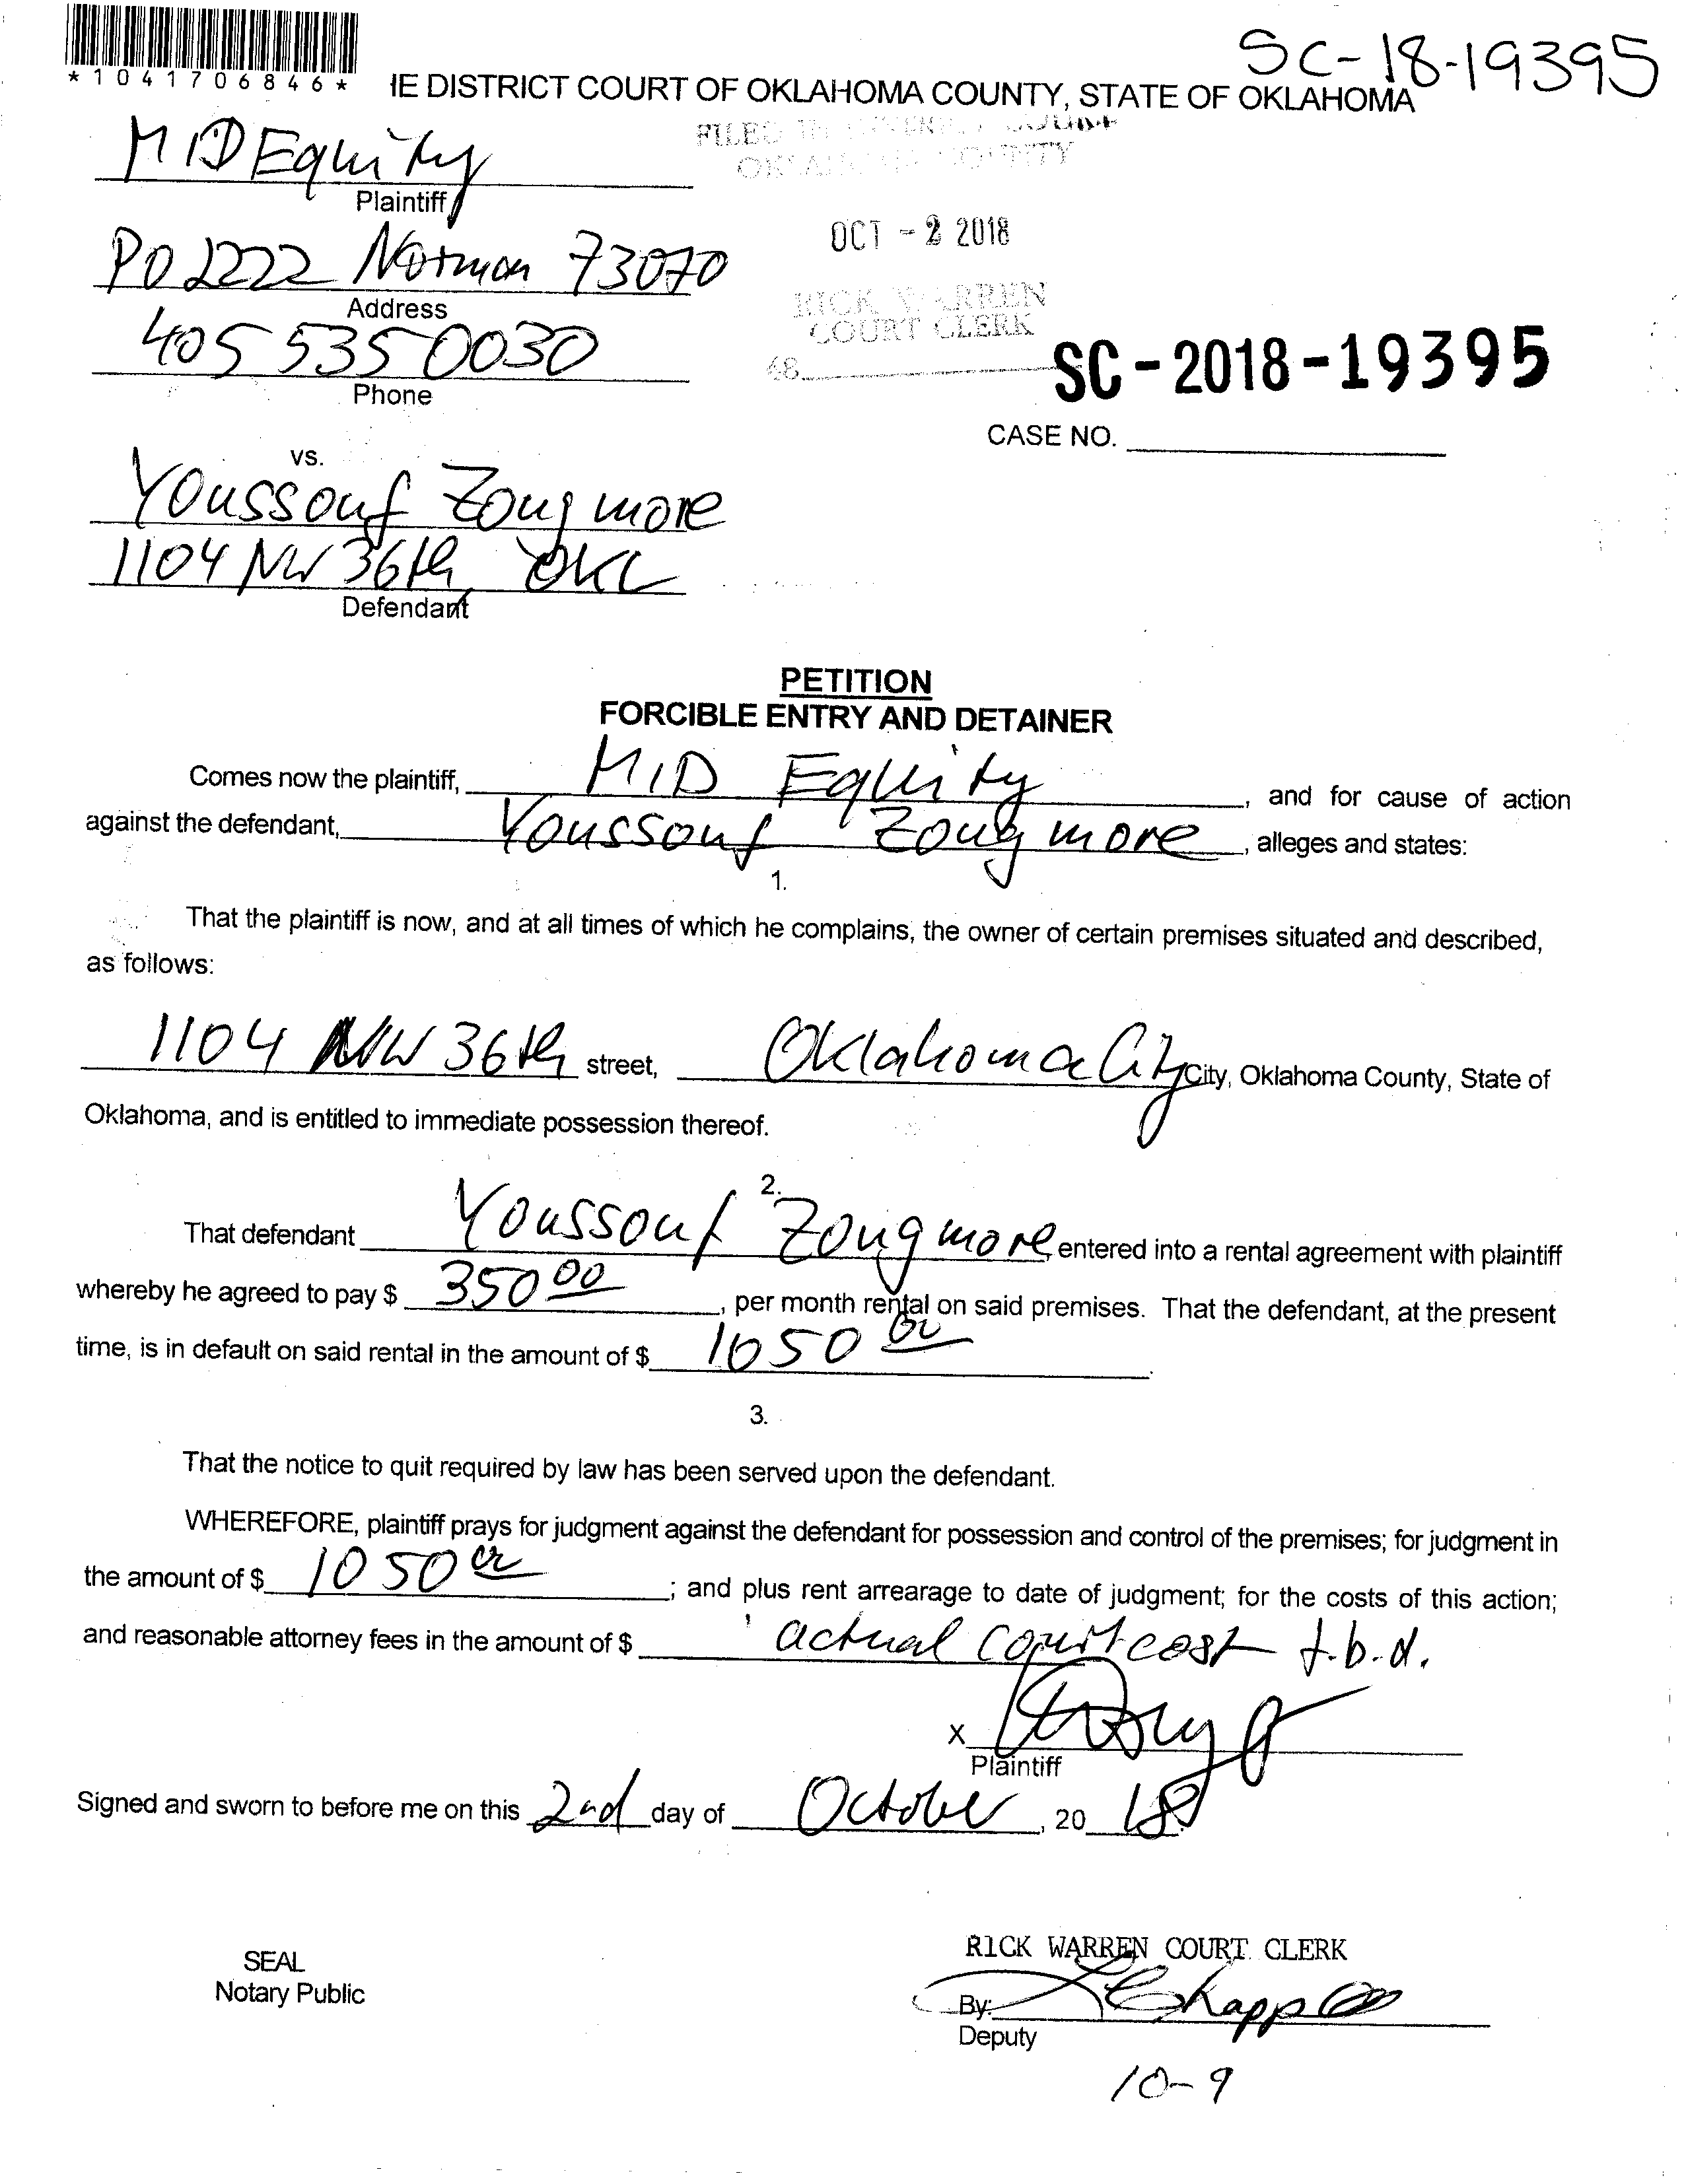 SC-18-19395
*1041706846*
IE DISTRICT COURT OF OKLAHOMA COUNTY, STATE OF OKLAHOMA
MID Equity
Plaintiff
FILED IN COURT
OKLAHOMA COUNTY
PO 2222 Norman 73070
Address
OCT - 2 2018
405 535 0030
Phone
RICK WARREN
COURT CLERK
48
SC-2018-19395
CASE NO.
vs.
Youssouf Zougmore
1104 NW 36th OKC
Defendant
PETITION
FORCIBLE ENTRY AND DETAINER
Comes now the plaintiff, MID Equity, and for cause of action
against the defendant, Youssouf Zougmore, alleges and states:
1.
That the plaintiff is now, and at all times of which he complains, the owner of certain premises situated and described,
as follows:
1104 NW 36th street, Oklahoma City City, Oklahoma County, State of
Oklahoma, and is entitled to immediate possession thereof.
2.
That defendant Youssouf Zougmore entered into a rental agreement with plaintiff
whereby he agreed to pay $ 350 00, per month rental on said premises. That the defendant, at the present
time, is in default on said rental in the amount of $ 1050 00.
3.
That the notice to quit required by law has been served upon the defendant.
WHEREFORE, plaintiff prays for judgment against the defendant for possession and control of the premises; for judgment in
the amount of $ 1050 00; and plus rent arrearage to date of judgment; for the costs of this action;
and reasonable attorney fees in the amount of $ actual court cost t.b.d.
X
Plaintiff
Signed and sworn to before me on this 2nd day of October, 20 18
SEAL
Notary Public
RICK WARREN COURT CLERK
By:
Deputy
10-9